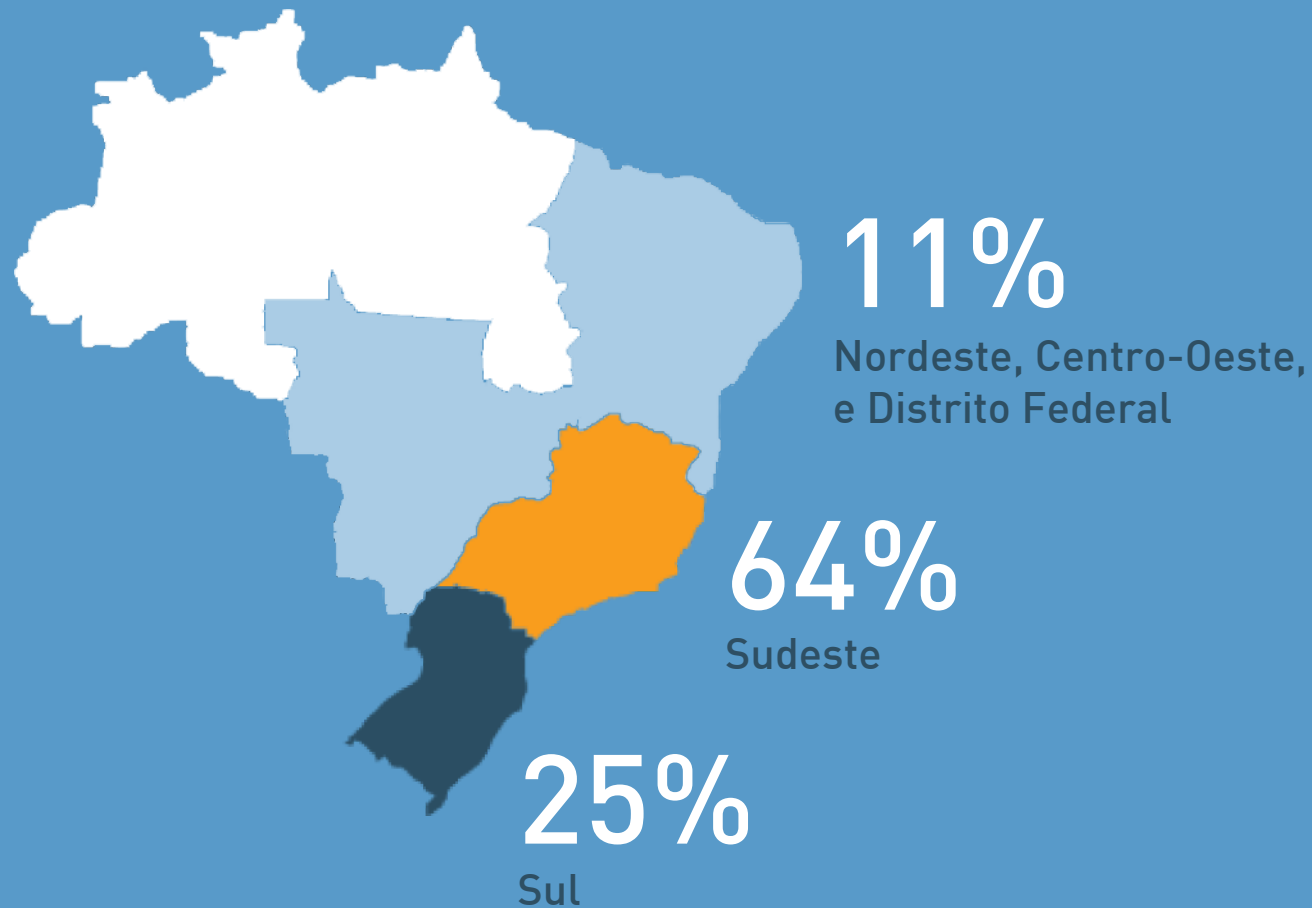 11%
Nordeste, Centro-Oeste,
e Distrito Federal
64%
Sudeste
25%
Sul